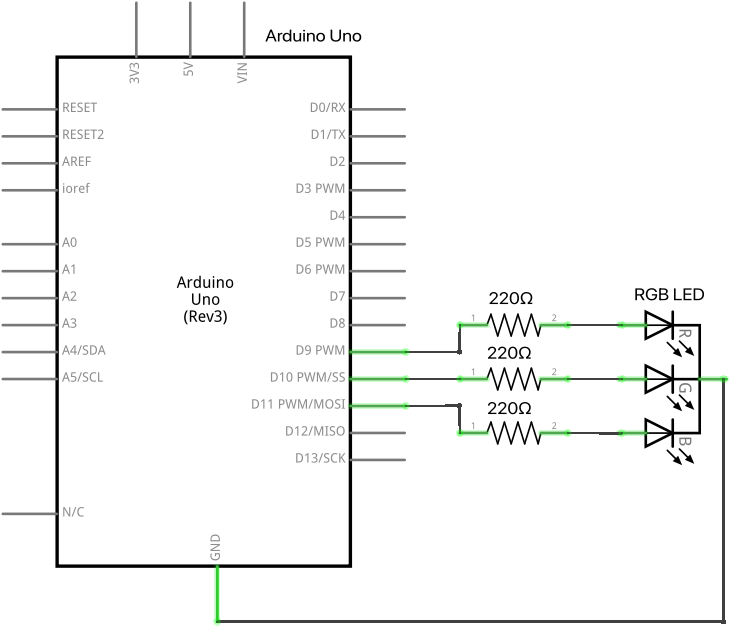 Arduino Uno
3V3
5V
VIN
RESET
RESET2
AREF
ioref
A0
A1
A2
A3
A4/SDA
A5/SCL
N/C
Arduino
Uno
(Rev3)
D0/RX
D1/TX
D2
D3 PWM
D4
D5 PWM
D6 PWM
D7
D8
D9 PWM
D10 PWM/SS
D11 PWM/MOSI
D12/MISO
D13/SCK
GND
220Ω
1 2
220Ω
1 2
220Ω
1 2
RGB LED
R
G
B